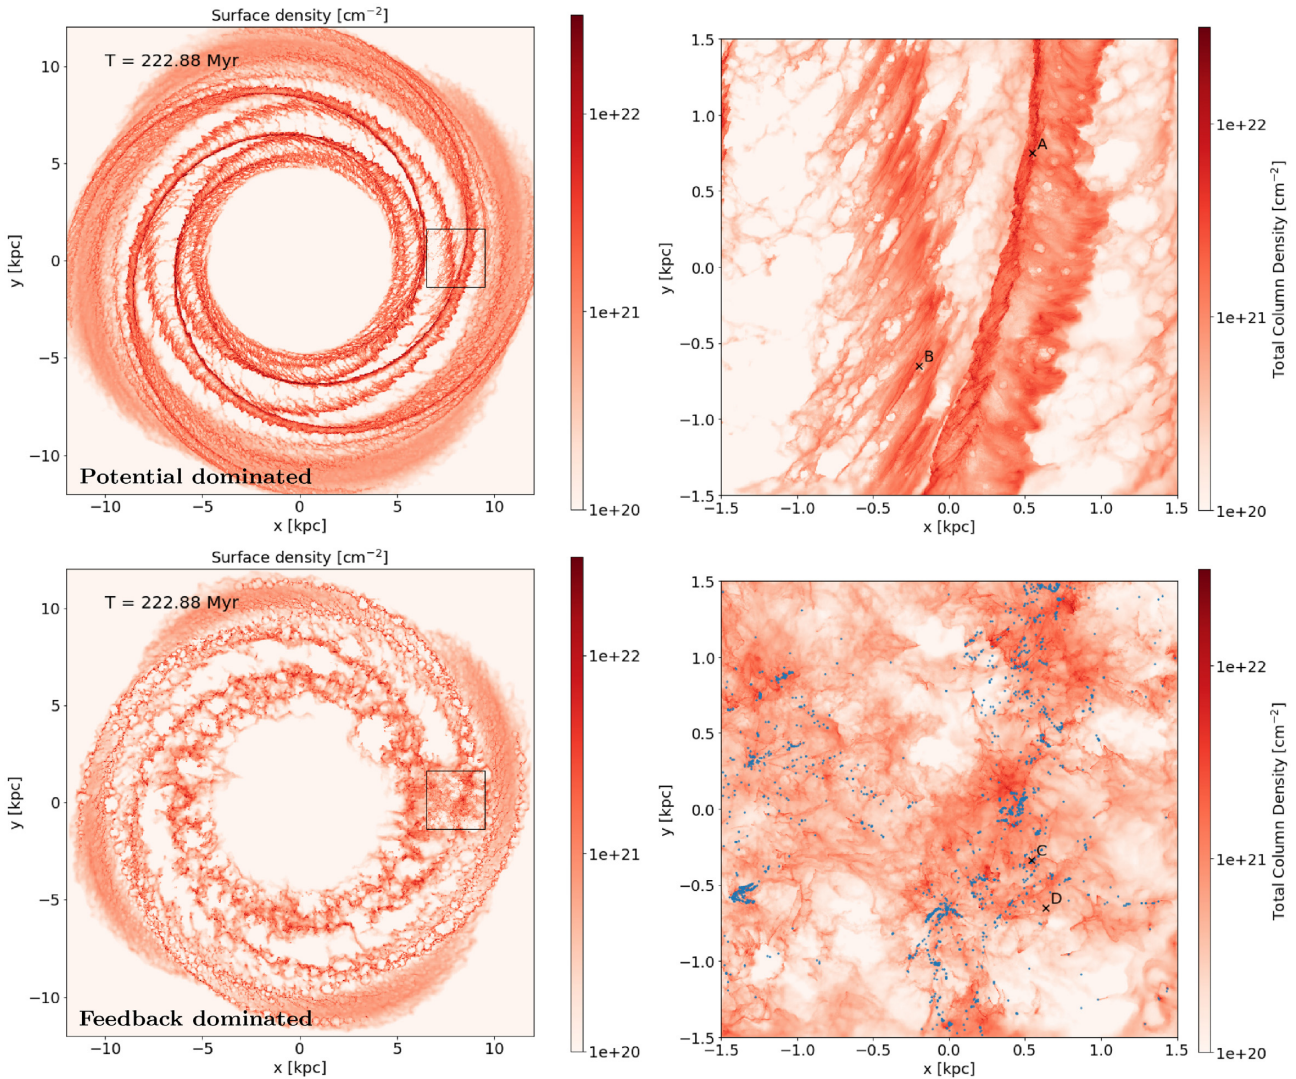 Surface density [cm−2]
T = 222.88 Myr
Potential dominated
10
5
0
−5
−10
y [kpc]
−10
−5
0
5
10
x [kpc]
1e+22
1e+21
1e+20
1.5
1.0
0.5
0.0
−0.5
−1.0
−1.5
y [kpc]
A
B
−1.5
−1.0
−0.5
0.0
0.5
1.0
1.5
x [kpc]
1e+22
1e+21
1e+20
Total Column Density [cm−2]
Surface density [cm−2]
T = 222.88 Myr
Feedback dominated
10
5
0
−5
−10
y [kpc]
−10
−5
0
5
10
x [kpc]
1e+22
1e+21
1e+20
1.5
1.0
0.5
0.0
−0.5
−1.0
−1.5
y [kpc]
C
D
−1.5
−1.0
−0.5
0.0
0.5
1.0
1.5
x [kpc]
1e+22
1e+21
1e+20
Total Column Density [cm−2]